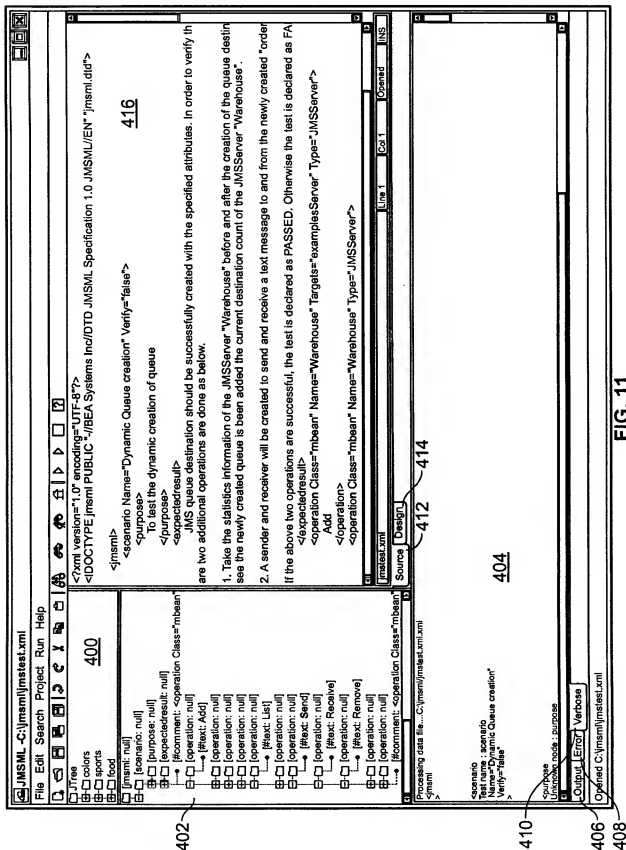 JMSML -C:\jmsml\jmstest.xml
File Edit Search Project Run Help
400
JTree
colors
sports
food
[jmsml: null]
[scenario: null]
[purpose: null]
[expectedresult: null]
[#comment: <operation Class="mbean"
[operation: null]
[#text: Add]
[operation: null]
[operation: null]
[operation: null]
[#text: List]
[operation: null]
[operation: null]
[#text: Send]
[operation: null]
[#text: Receive]
[operation: null]
[#text: Remove]
[operation: null]
[operation: null]
[#comment: <operation Class="mbean"
402
<?xml version="1.0" encoding="UTF-8"?>
<!DOCTYPE jmsml PUBLIC "-//BEA Systems Inc//DTD JMSML Specification 1.0 JMSML//EN" "jmsml.dtd">
<jmsml>
<scenario Name="Dynamic Queue creation" Verify="false">
<purpose>
To test the dynamic creation of queue
</purpose>
<expectedresult>
JMS queue destination should be successfully created with the specified attributes. In order to verify th
are two additional operations are done as below.
1. Take the statistics information of the JMSServer "Warehouse" before and after the creation of the queue destin
see the newly created queue is been added the current destination count of the JMSServer "Warehouse".
2. A sender and receiver will be created to send and receive a text message to and from the newly created "order
If the above two operations are successful, the test is declared as PASSED. Otherwise the test is declared as FA
</expectedresult>
<operation Class="mbean" Name="Warehouse" Targets="examplesServer" Type="JMSServer">
Add
</operation>
<operation Class="mbean" Name="Warehouse" Type="JMSServer">
416
jmstest.xml
Line 1
Col 1
Opened
INS
Source
Design
412
414
Processing data file... C:/jmsml/jmstest.xml.xml
<jmsml
>
<scenario
Test name : scenario
Name="Dynamic Queue creation"
Verify="false"
>
<purpose
Unknown node : purpose
404
Output
Error
Verbose
Opened C:\jmsml\jmstest.xml
410
406
408
FIG. 11